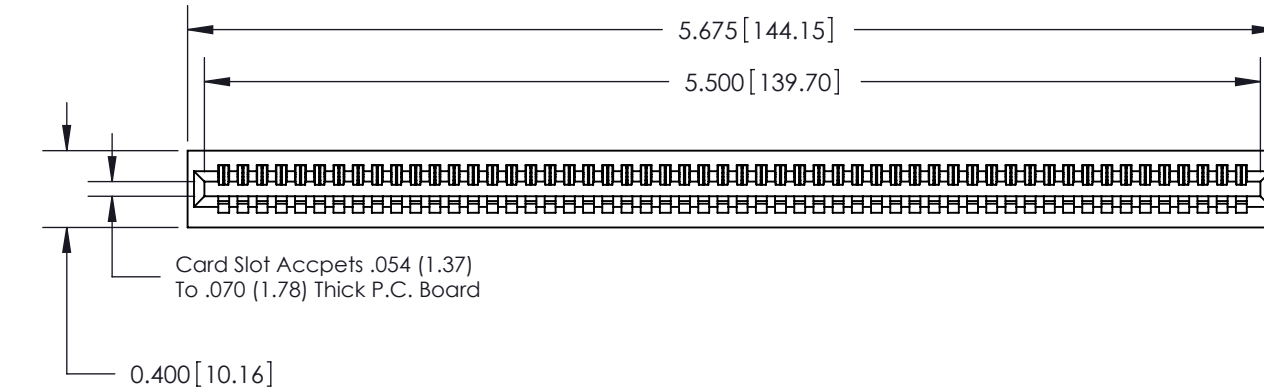 5.675[144.15]
5.500[139.70]
Card Slot Accpets .054 (1.37)
To .070 (1.78) Thick P.C. Board
0.400[10.16]